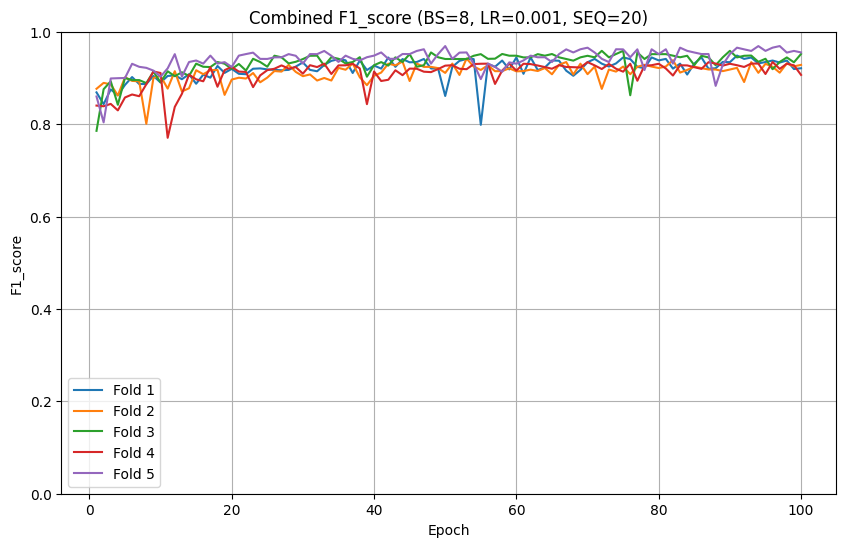 Combined F1_score (BS=8, LR=0.001, SEQ=20)
1.0
0.8
0.6
0.4
0.2
0.0
F1_score
Fold 1
Fold 2
Fold 3
Fold 4
Fold 5
0 20 40 60 80 100
Epoch